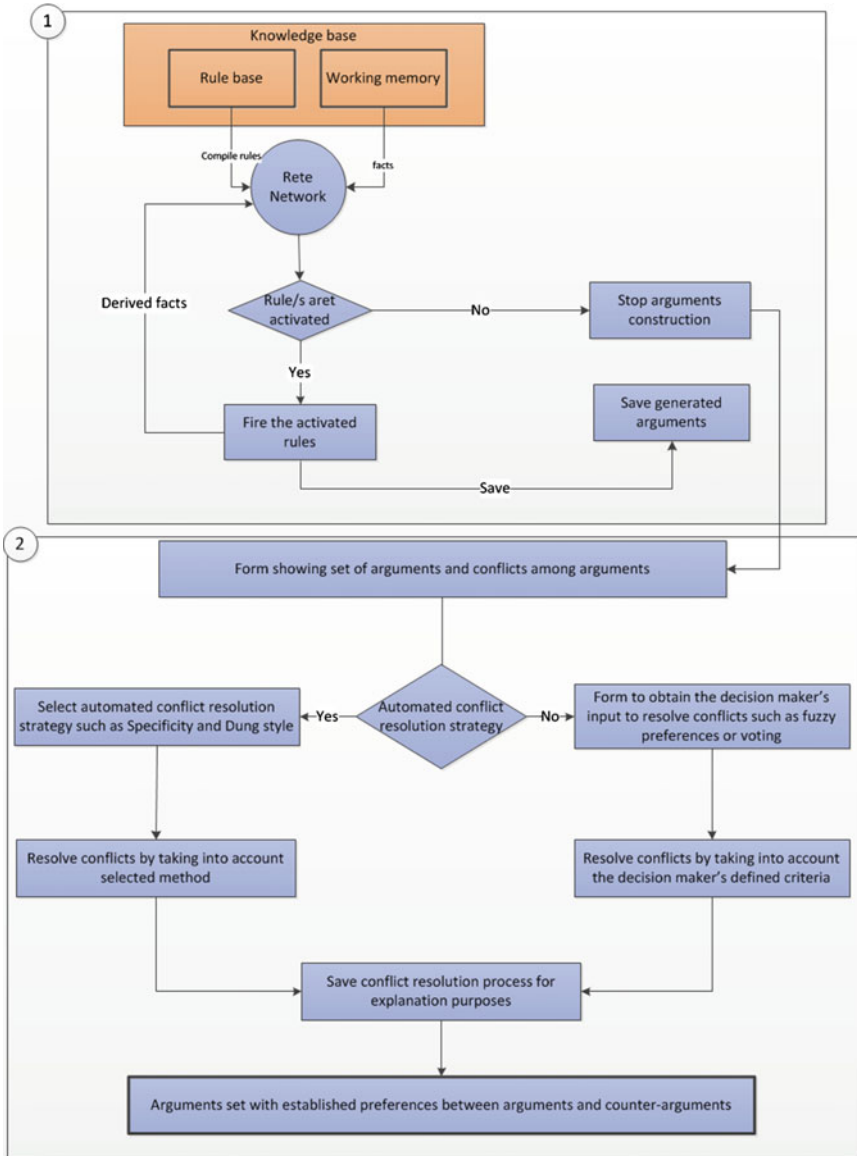 1
Knowledge base
Rule base
Working memory
Compile rules
facts
Rete
Network
Derived facts
Rule/s aret
activated
No
Stop arguments
construction
Yes
Fire the activated
rules
Save generated
arguments
Save
2
Form showing set of arguments and conflicts among arguments
Select automated conflict resolution
strategy such as Specificity and Dung style
Yes
Automated conflict
resolution strategy
No
Form to obtain the decision maker's
input to resolve conflicts such as fuzzy
preferences or voting
Resolve conflicts by taking into account
selected method
Resolve conflicts by taking into account
the decision maker's defined criteria
Save conflict resolution process for
explanation purposes
Arguments set with established preferences between arguments and counter-arguments